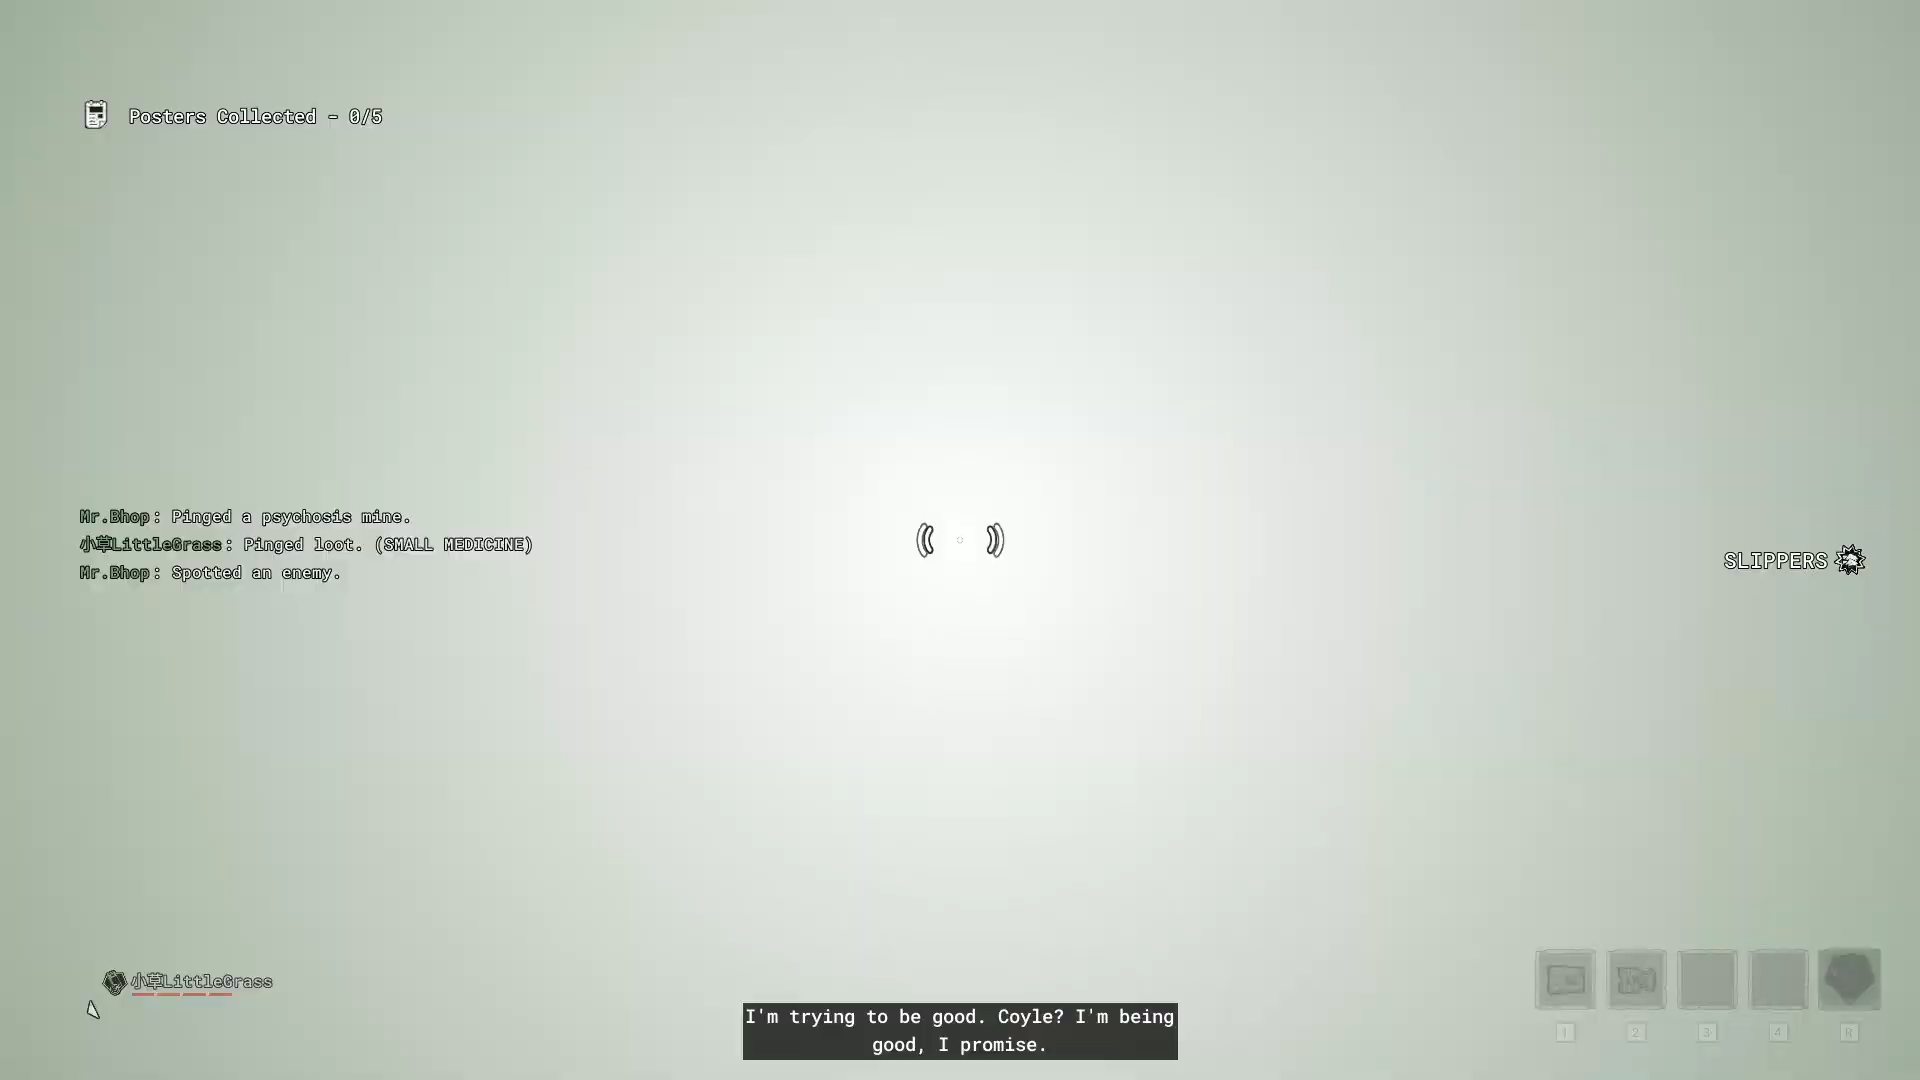 Posters Collected - 0/5
Mr.Bhop: Pinged a psychosis mine.
小草LittleGrass: Pinged loot. (SMALL MEDICINE)
Mr.Bhop: Spotted an enemy.
SLIPPERS
小草LittleGrass
I'm trying to be good. Coyle? I'm being
good, I promise.
1 2 3 4 R